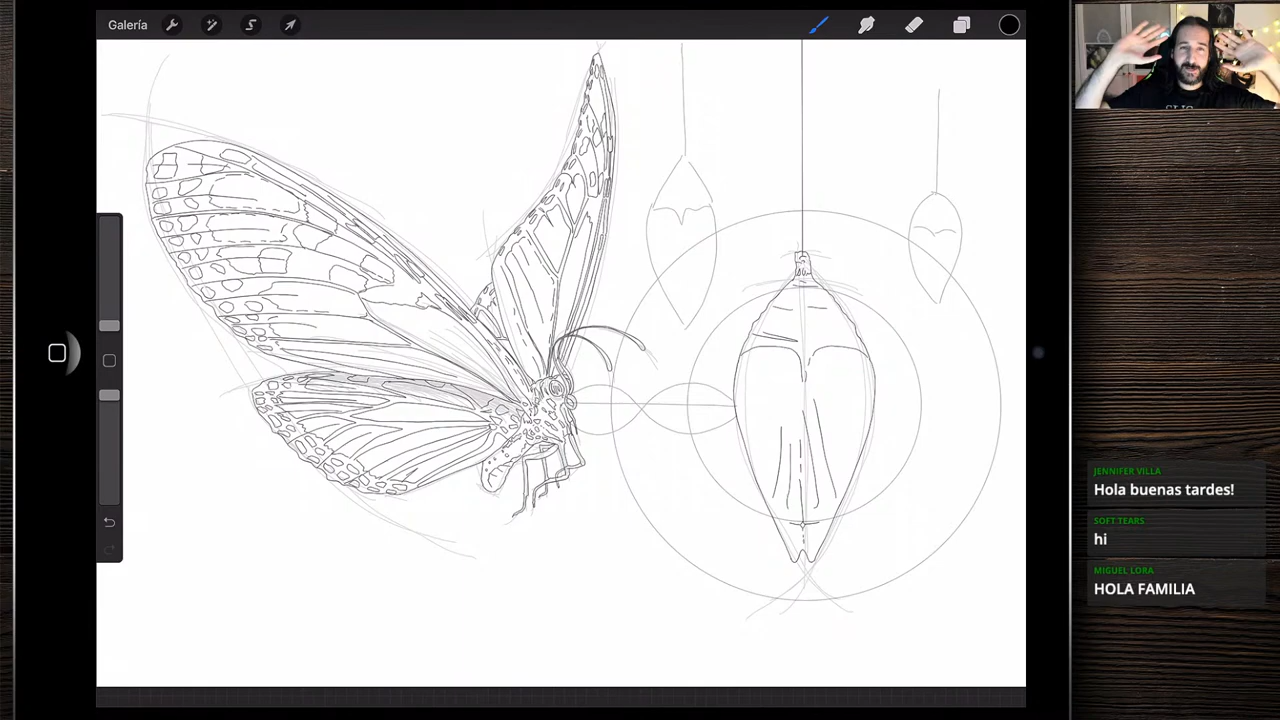 Galería
JENNIFER VILLA
Hola buenas tardes!
SOFT TEARS
hi
MIGUEL LORA
HOLA FAMILIA